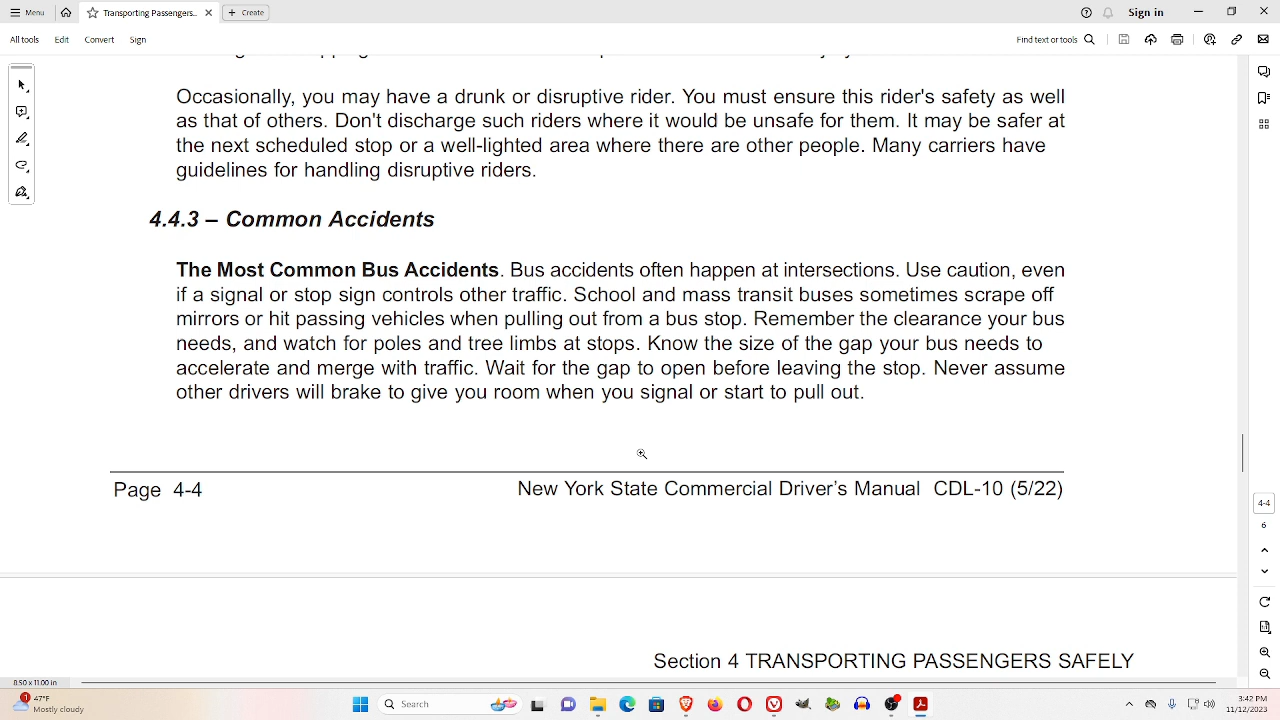 Menu
Transporting Passengers...
Create
Sign in
All tools
Edit
Convert
Sign
Find text or tools
Occasionally, you may have a drunk or disruptive rider. You must ensure this rider's safety as well
as that of others. Don't discharge such riders where it would be unsafe for them. It may be safer at
the next scheduled stop or a well-lighted area where there are other people. Many carriers have
guidelines for handling disruptive riders.
4.4.3 – Common Accidents
The Most Common Bus Accidents. Bus accidents often happen at intersections. Use caution, even
if a signal or stop sign controls other traffic. School and mass transit buses sometimes scrape off
mirrors or hit passing vehicles when pulling out from a bus stop. Remember the clearance your bus
needs, and watch for poles and tree limbs at stops. Know the size of the gap your bus needs to
accelerate and merge with traffic. Wait for the gap to open before leaving the stop. Never assume
other drivers will brake to give you room when you signal or start to pull out.
Page 4-4
New York State Commercial Driver's Manual CDL-10 (5/22)
4-4
6
Section 4 TRANSPORTING PASSENGERS SAFELY
8.50 x 11.00 in
1
47°F
Mostly cloudy
Search
3:42 PM
11/12/2023